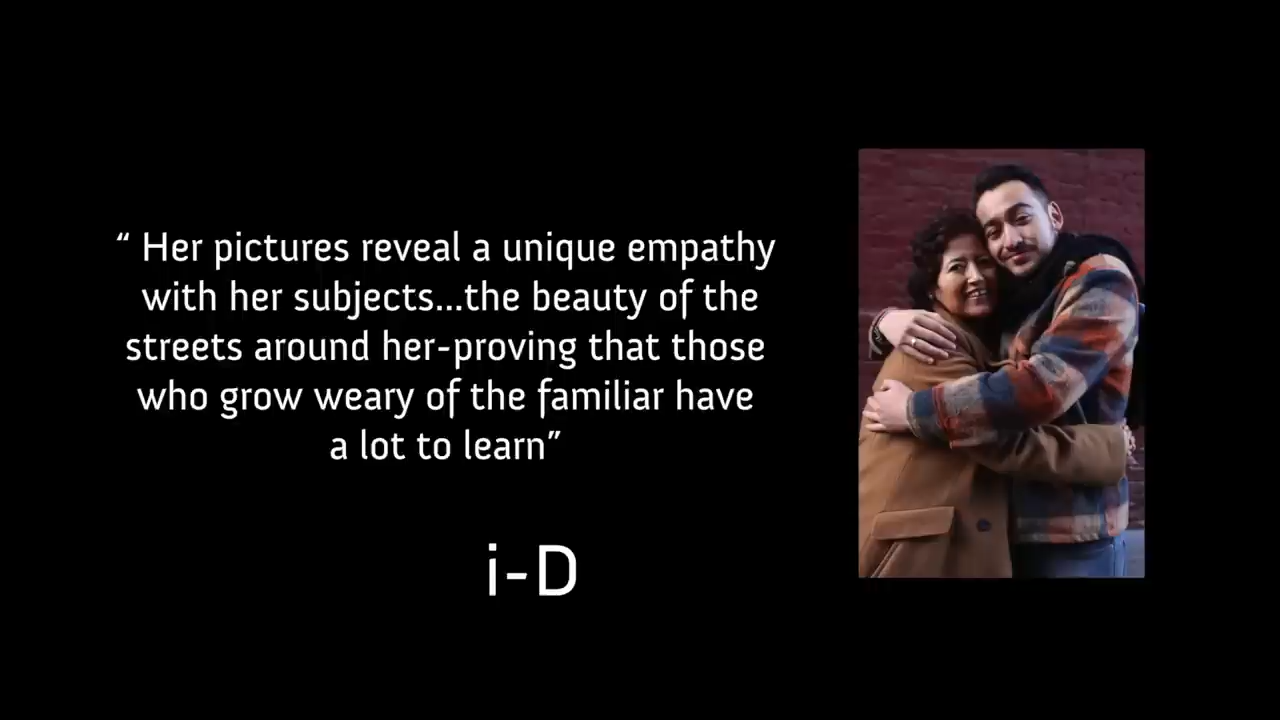 “ Her pictures reveal a unique empathy
with her subjects...the beauty of the
streets around her-proving that those
who grow weary of the familiar have
a lot to learn”
i-D